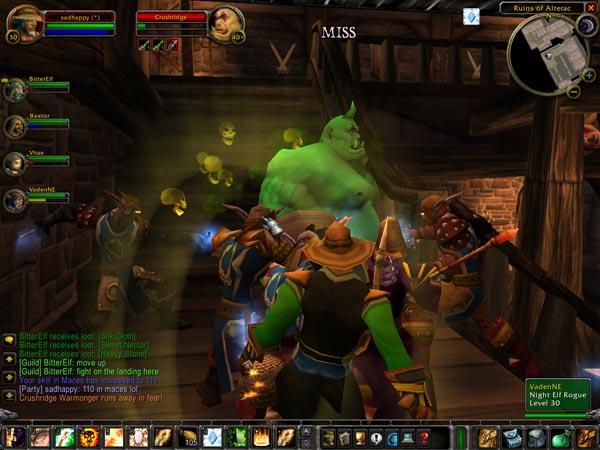 sadhappy (*)
Crushridge
40+
MISS
Ruins of Alterac
N
BitterElf
Baxtor
Vhae
VadenNE
BitterElf receives loot: [Silk Cloth]
BitterElf receives loot: [Sweet Nectar]
BitterElf receives loot: [Heavy Stone]
[Guild] BitterElf: move up
[Guild] BitterElf: fight on the landing here
Your skill in Maces has increased to 110
[Party] sadhappy: 110 in maces lol
Crushridge Warmonger runs away in fear!
VadenNE
Night Elf Rogue
Level 30
105